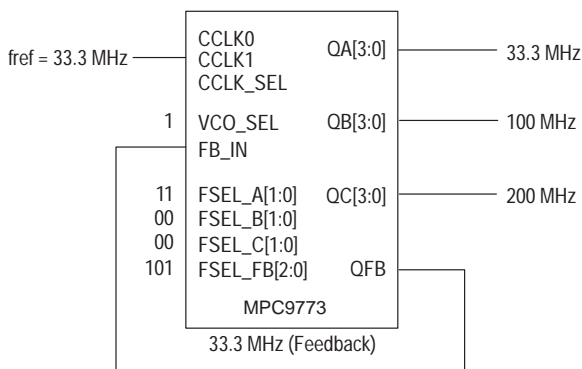 fref = 33.3 MHz
CCLK0
CCLK1
CCLK_SEL
QA[3:0]
33.3 MHz
1
VCO_SEL
QB[3:0]
100 MHz
FB_IN
11
FSEL_A[1:0]
QC[3:0]
200 MHz
00
FSEL_B[1:0]
00
FSEL_C[1:0]
101
FSEL_FB[2:0]
QFB
MPC9773
33.3 MHz (Feedback)